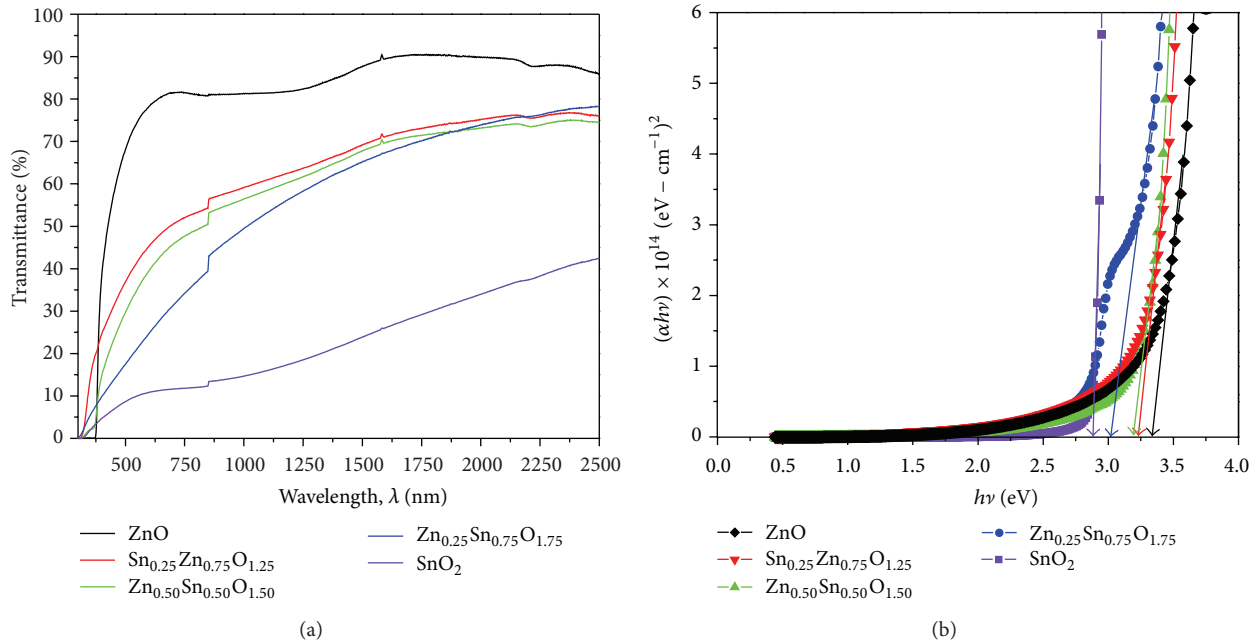 100
90
80
70
60
50
40
30
20
10
0
Transmittance (%)
500 750 1000 1250 1500 1750 2000 2250 2500
Wavelength, λ (nm)
ZnO
Sn0.25Zn0.75O1.25
Zn0.50Sn0.50O1.50
Zn0.25Sn0.75O1.75
SnO2
(a)
6
5
4
3
2
1
0
(αhν) × 10^14 (eV – cm^−1)^2
0.0 0.5 1.0 1.5 2.0 2.5 3.0 3.5 4.0
hν (eV)
ZnO
Sn0.25Zn0.75O1.25
Zn0.50Sn0.50O1.50
Zn0.25Sn0.75O1.75
SnO2
(b)